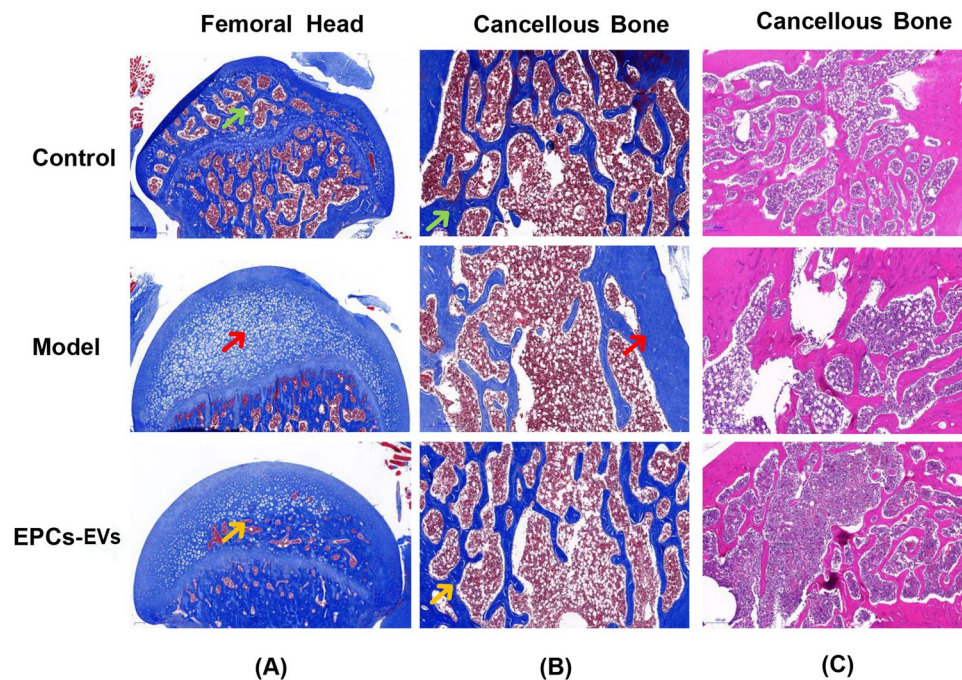 Femoral Head Cancellous Bone Cancellous Bone
Control
Model
EPCs-EVs
(A) (B) (C)